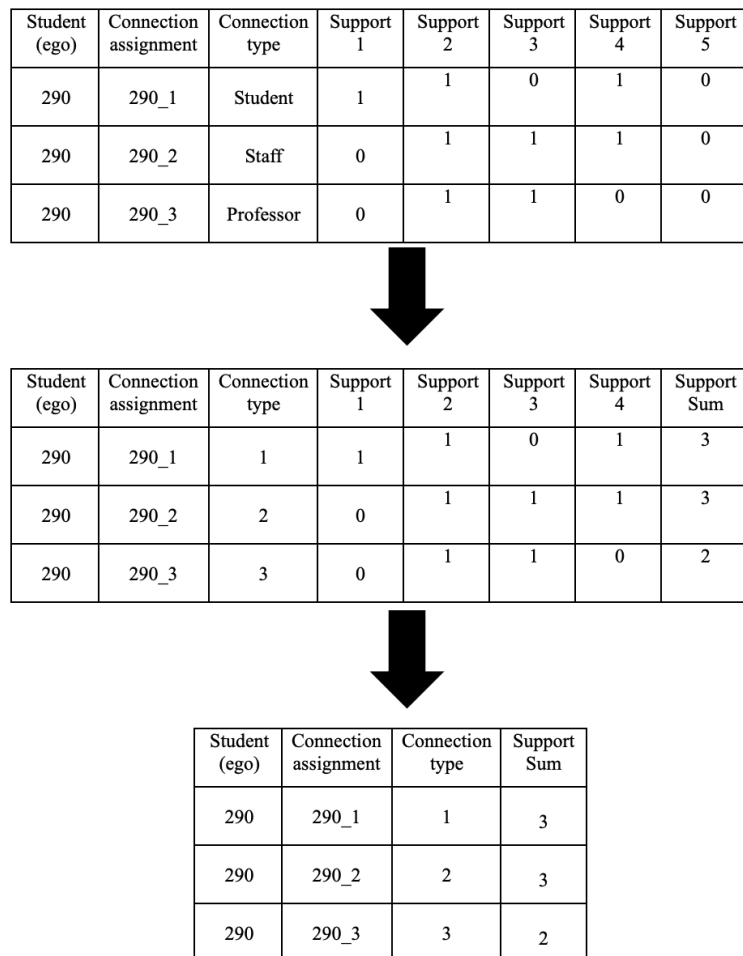 Student Connection Connection Support Support Support Support Support
(ego) assignment type 1 2 3 4 5
290 290_1 Student 1 1 0 1 0
290 290_2 Staff 0 1 1 1 0
290 290_3 Professor 0 1 1 0 0
Student Connection Connection Support Support Support Support Support
(ego) assignment type 1 2 3 4 Sum
290 290_1 1 1 1 0 1 3
290 290_2 2 0 1 1 1 3
290 290_3 3 0 1 1 0 2
Student Connection Connection Support
(ego) assignment type Sum
290 290_1 1 3
290 290_2 2 3
290 290_3 3 2